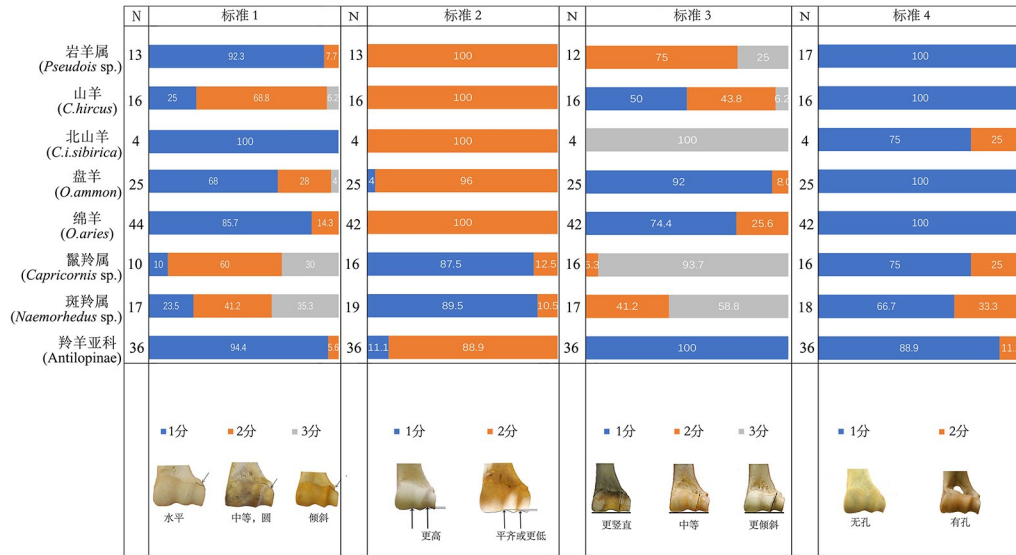 N 标准 1 N 标准 2 N 标准 3 N 标准 4
岩羊属 13 92.3 7.7 13 100 12 75 25 17 100
(Pseudois sp.)
山羊 16 25 68.8 6.2 16 100 16 50 43.8 6.2 16 100
(C.hircus)
北山羊 4 100 4 100 4 100 4 75 25
(C.i.sibirica)
盘羊 25 68 28 4 25 4 96 25 92 8.0 25 100
(O.ammon)
绵羊 44 85.7 14.3 42 100 42 74.4 25.6 42 100
(O.aries)
鬣羚属 10 10 60 30 16 87.5 12.5 16 93.7 16 75 25
(Capricornis sp.)
斑羚属 17 23.5 41.2 35.3 19 89.5 10.5 17 41.2 58.8 18 66.7 33.3
(Naemorhedus sp.)
羚羊亚科 36 94.4 5.6 36 11.1 88.9 36 100 36 88.9
(Antilopinae)
1分 2分 3分 1分 2分 1分 2分 3分 1分 2分
水平 中等，圆 倾斜 更高 平齐或更低 更竖直 中等 更倾斜 无孔 有孔